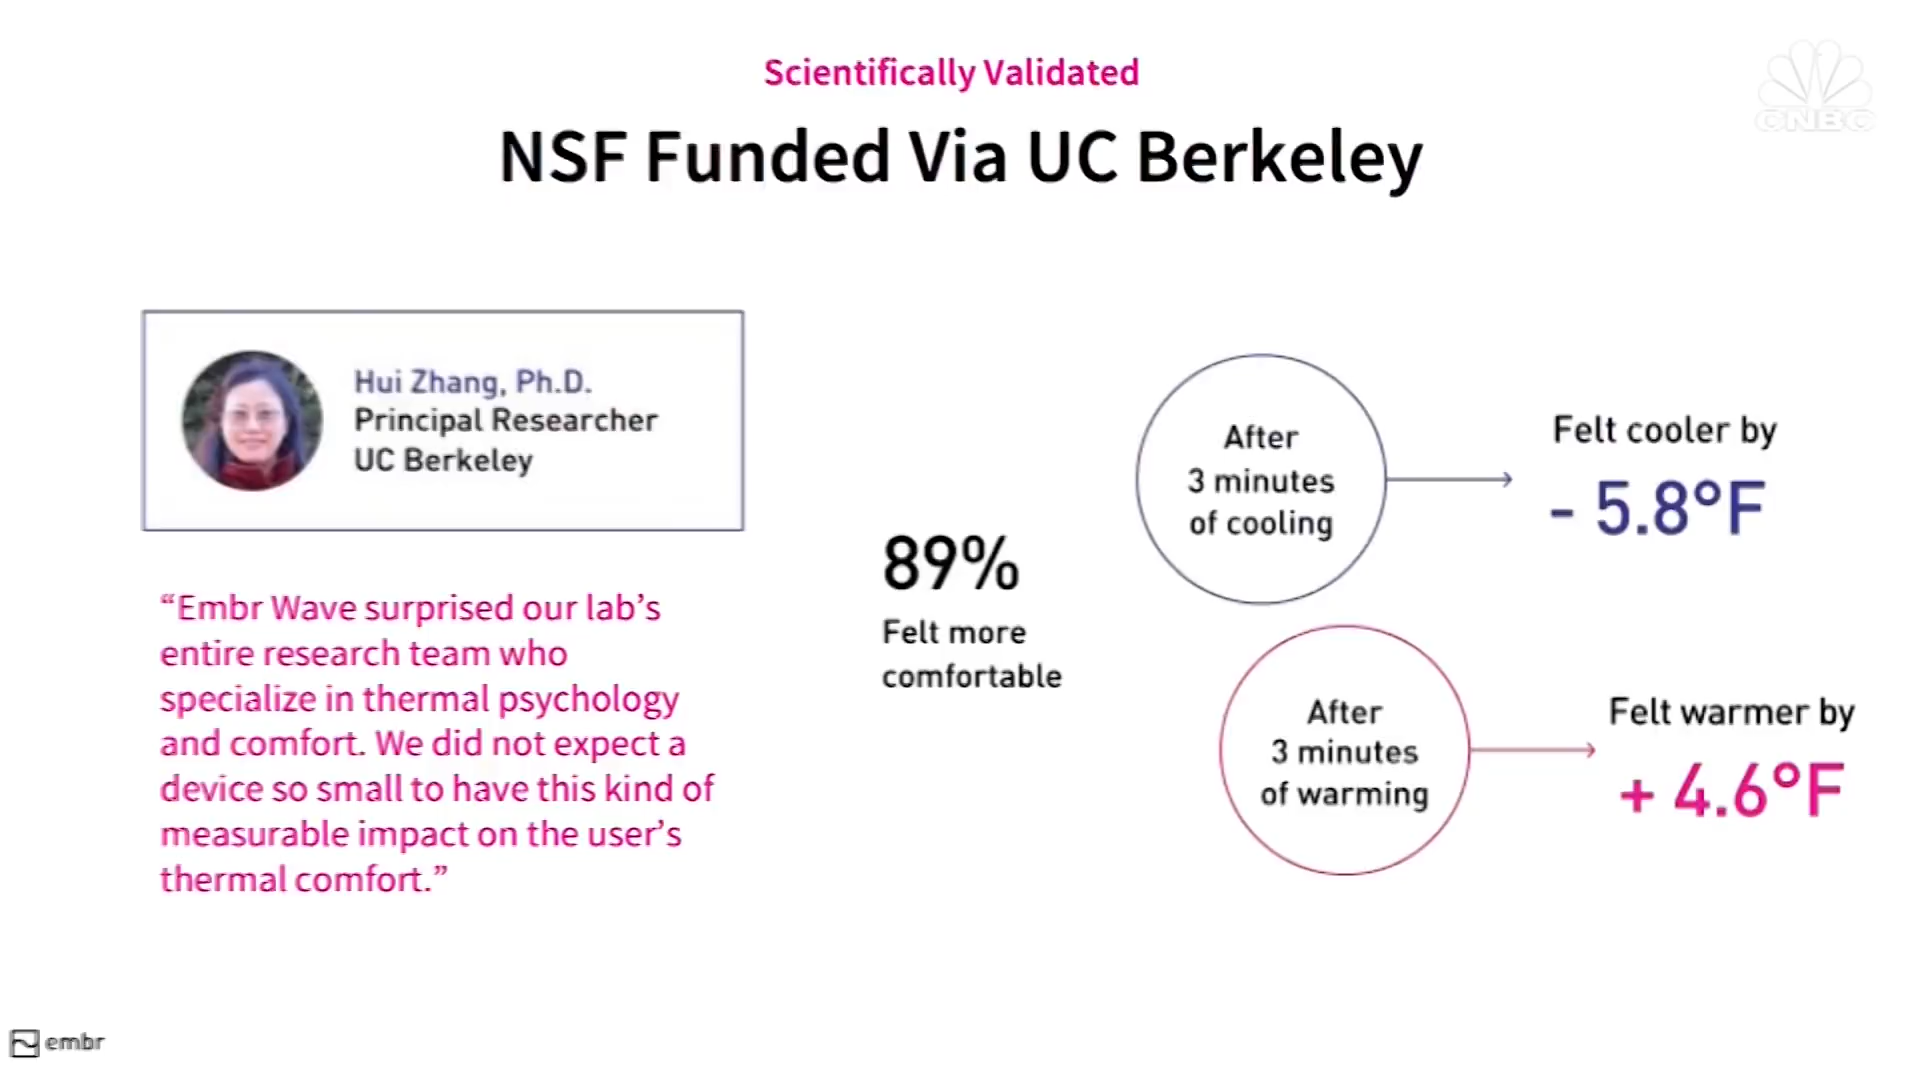 Scientifically Validated
NSF Funded Via UC Berkeley
CNBC
Hui Zhang, Ph.D.
Principal Researcher
UC Berkeley
“Embr Wave surprised our lab’s
entire research team who
specialize in thermal psychology
and comfort. We did not expect a
device so small to have this kind of
measurable impact on the user’s
thermal comfort.”
89%
Felt more
comfortable
After
3 minutes
of cooling
Felt cooler by
- 5.8°F
After
3 minutes
of warming
Felt warmer by
+ 4.6°F
embr